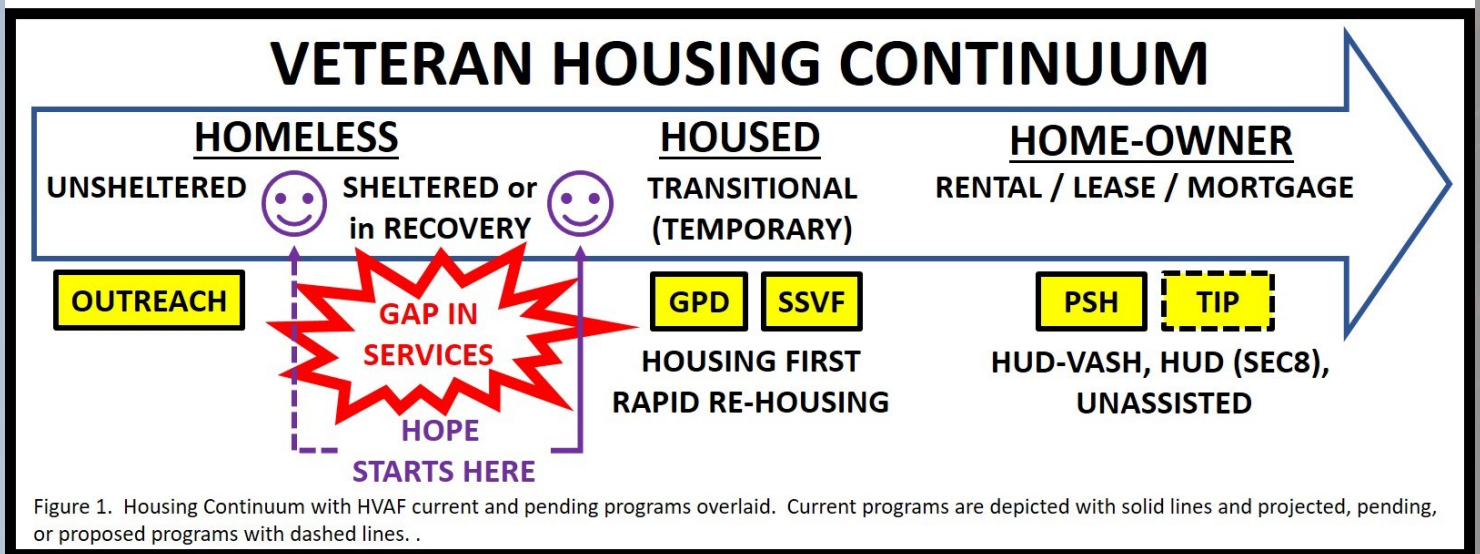 VETERAN HOUSING CONTINUUM
HOMELESS
UNSHELTERED
SHELTERED or
in RECOVERY
HOUSED
TRANSITIONAL
(TEMPORARY)
HOME-OWNER
RENTAL / LEASE / MORTGAGE
OUTREACH
GAP IN
SERVICES
HOPE
STARTS HERE
GPD
SSVF
HOUSING FIRST
RAPID RE-HOUSING
PSH
TIP
HUD-VASH, HUD (SEC8),
UNASSISTED
Figure 1.  Housing Continuum with HVAF current and pending programs overlaid.  Current programs are depicted with solid lines and projected, pending,
or proposed programs with dashed lines. .